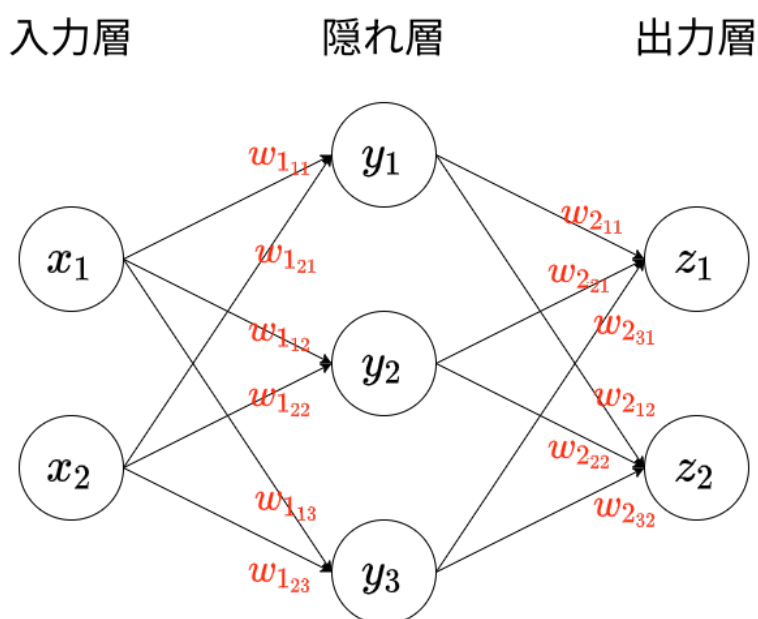 入力層 隠れ層 出力層
y₁
w₁₁₁
x₁
w₂₁₁
z₁
w₁₂₁
w₂₂₁
w₁₁₂
w₂₃₁
y₂
w₁₂₂
w₂₁₂
x₂
w₂₂₂
z₂
w₁₁₃
w₂₃₂
y₃
w₁₂₃